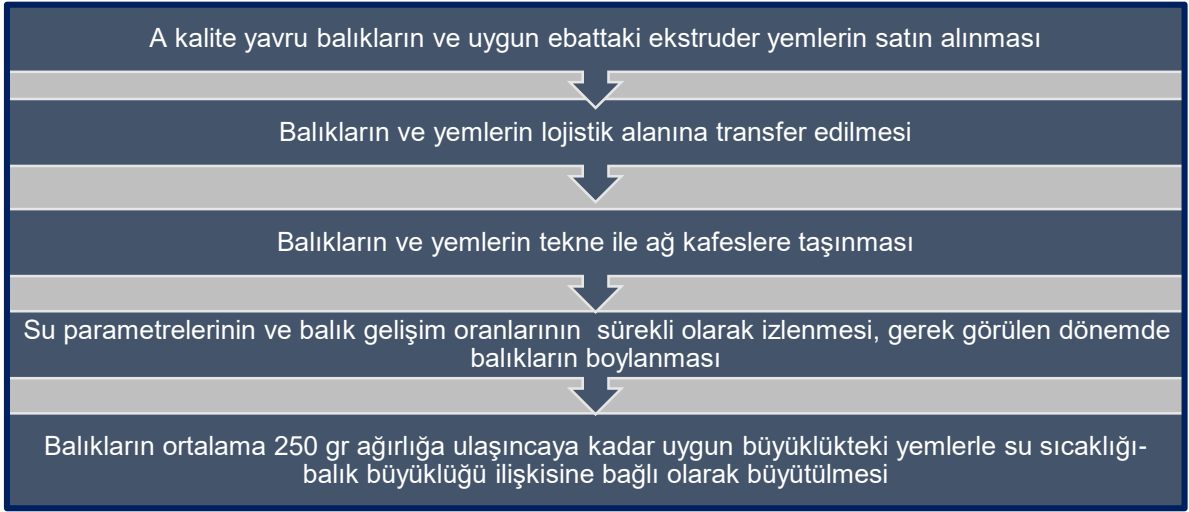 A kalite yavru balıkların ve uygun ebattaki ekstruder yemlerin satın alınması
Balıkların ve yemlerin lojistik alanına transfer edilmesi
Balıkların ve yemlerin tekne ile ağ kafeslere taşınması
Su parametrelerinin ve balık gelişim oranlarının  sürekli olarak izlenmesi, gerek görülen dönemde
balıkların boylanması
Balıkların ortalama 250 gr ağırlığa ulaşıncaya kadar uygun büyüklükteki yemlerle su sıcaklığı-
balık büyüklüğü ilişkisine bağlı olarak büyütülmesi